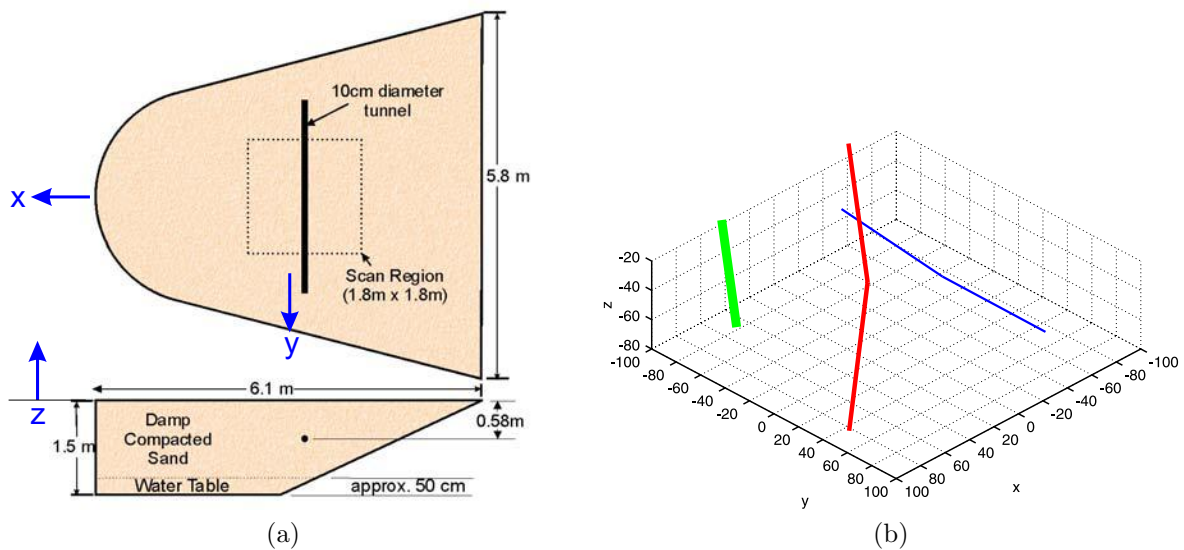 10cm diameter
tunnel
x
5.8 m
Scan Region
(1.8m x 1.8m)
y
z
6.1 m
0.58m
Damp
Compacted
Sand
1.5 m
Water Table
approx. 50 cm
(a)
-20
-40
-60
-80
z
-100
-80
-60
-40
-20
0
20
40
60
80
100
y
100
80
60
40
20
0
-20
-40
-60
-80
-100
x
(b)